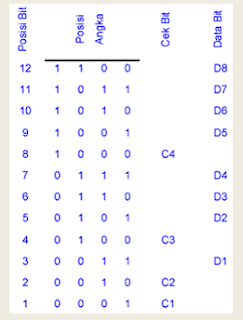 Posisi Bit Posisi Angka Cek Bit Data Bit
12 1 1 0 0 D8
11 1 0 1 1 D7
10 1 0 1 0 D6
9 1 0 0 1 D5
8 1 0 0 0 C4
7 0 1 1 1 D4
6 0 1 1 0 D3
5 0 1 0 1 D2
4 0 1 0 0 C3
3 0 0 1 1 D1
2 0 0 1 0 C2
1 0 0 0 1 C1